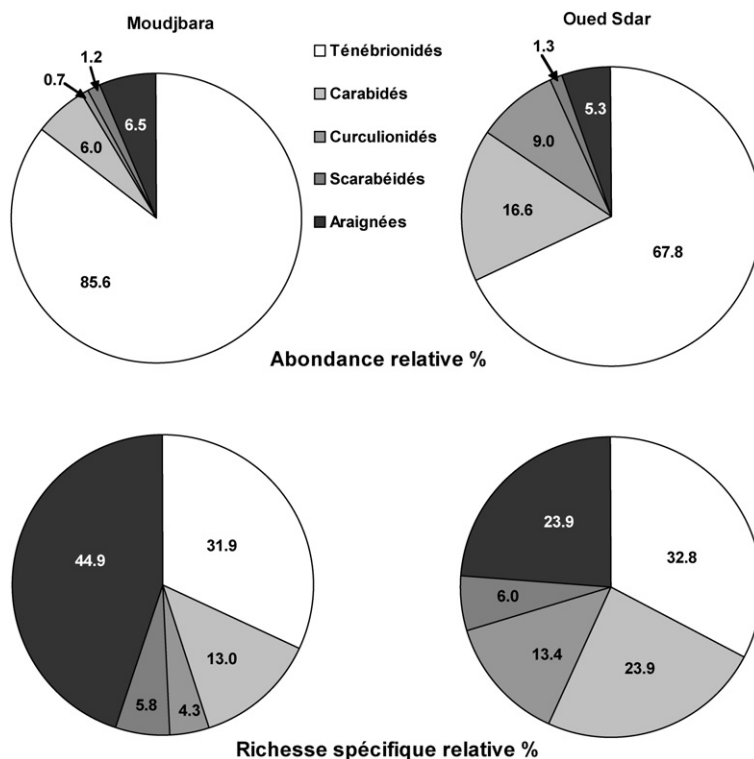 Moudjbara
Oued Sdar
Ténébrionidés
Carabidés
Curculionidés
Scarabéidés
Araignées
0.7
1.2
6.5
6.0
85.6
1.3
5.3
9.0
16.6
67.8
Abondance relative %
44.9
31.9
13.0
4.3
5.8
23.9
32.8
6.0
13.4
23.9
Richesse spécifique relative %